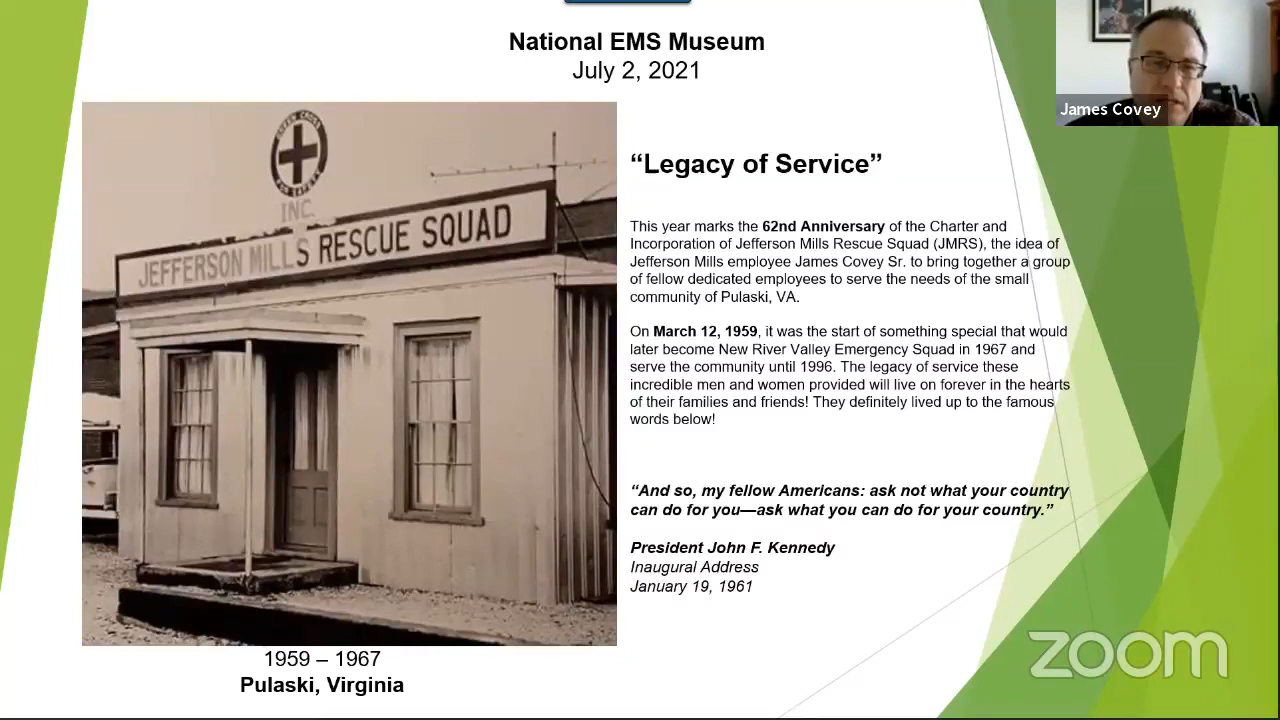 National EMS Museum
July 2, 2021
James Covey
GREEN CROSS
FOR SAFETY
INC.
JEFFERSON MILLS RESCUE SQUAD
“Legacy of Service”
This year marks the 62nd Anniversary of the Charter and
Incorporation of Jefferson Mills Rescue Squad (JMRS), the idea of
Jefferson Mills employee James Covey Sr. to bring together a group
of fellow dedicated employees to serve the needs of the small
community of Pulaski, VA.
On March 12, 1959, it was the start of something special that would
later become New River Valley Emergency Squad in 1967 and
serve the community until 1996. The legacy of service these
incredible men and women provided will live on forever in the hearts
of their families and friends! They definitely lived up to the famous
words below!
“And so, my fellow Americans: ask not what your country
can do for you—ask what you can do for your country.”
President John F. Kennedy
Inaugural Address
January 19, 1961
1959 – 1967
Pulaski, Virginia
zoom